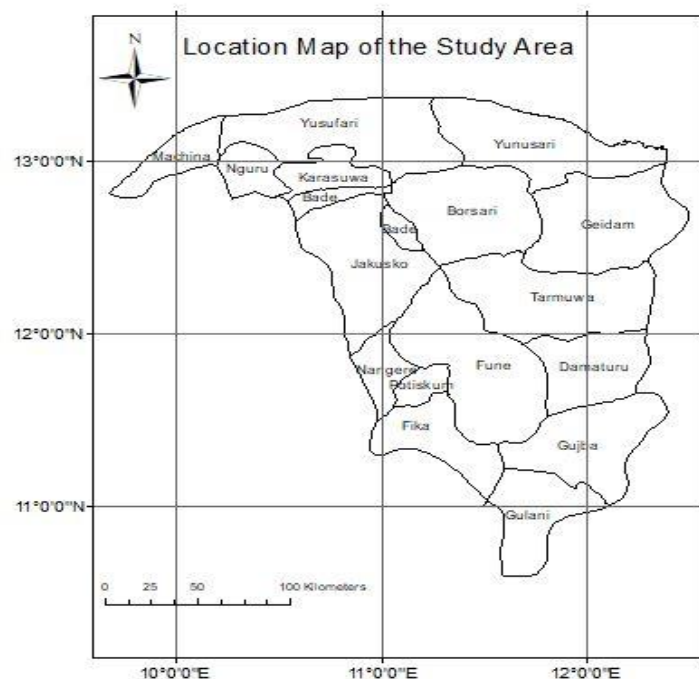 N
Location Map of the Study Area
Yusufari
Yunusari
13°0'0"N
Machina
Nguru
Karasuwa
Bade
Borsari
Bade
Geidam
Jakusko
Tarmuwa
12°0'0"N
Nangere
Fune
Damaturu
Potiskum
Fika
Gujba
11°0'0"N
Gulani
0 25 50 100 Kilometers
10°0'0"E 11°0'0"E 12°0'0"E